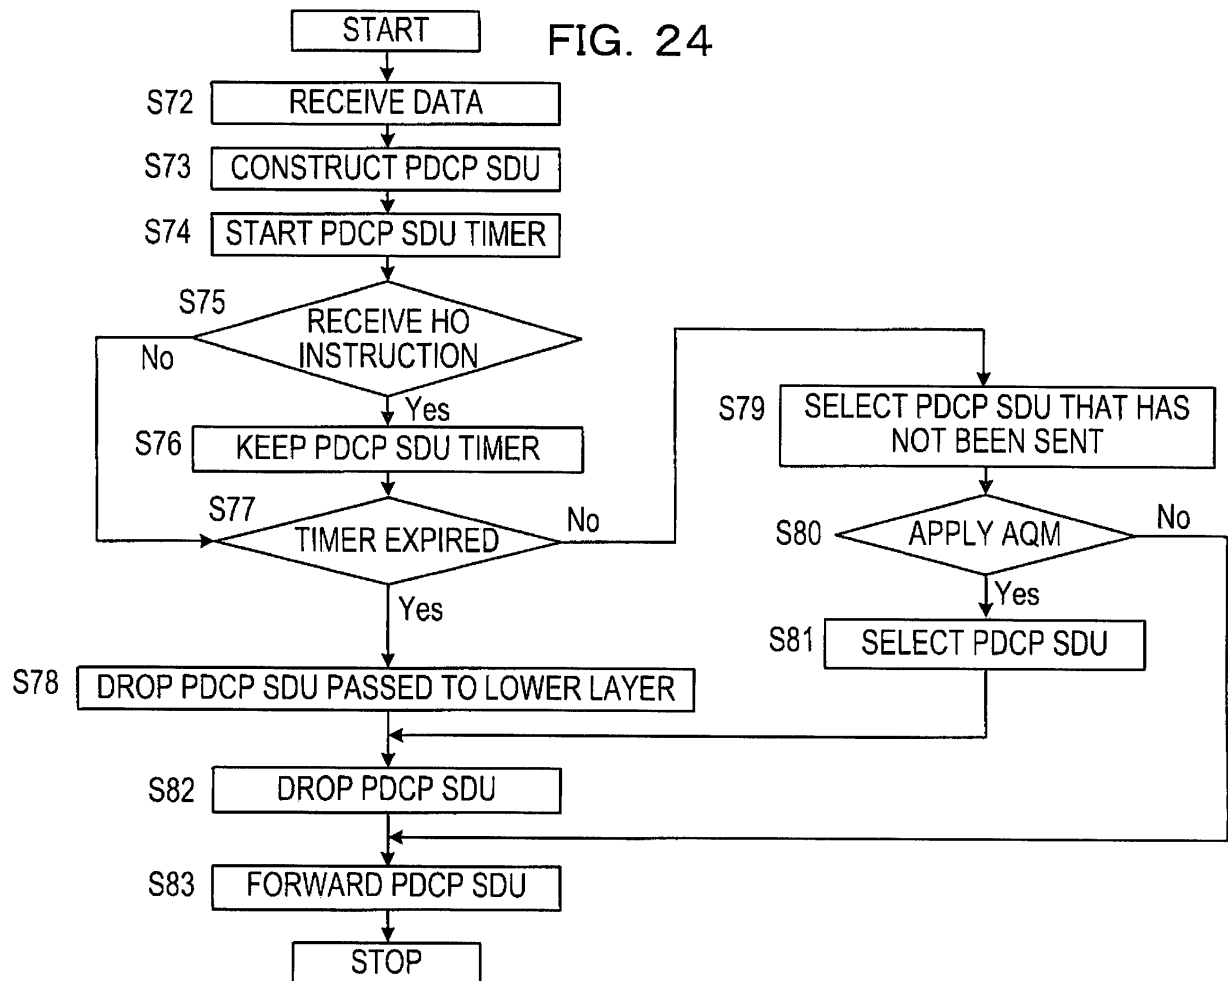 START
FIG. 24
S72
RECEIVE DATA
S73
CONSTRUCT PDCP SDU
S74
START PDCP SDU TIMER
S75
RECEIVE HO
INSTRUCTION
No
Yes
S76
KEEP PDCP SDU TIMER
S77
TIMER EXPIRED
No
Yes
S78
DROP PDCP SDU PASSED TO LOWER LAYER
S79
SELECT PDCP SDU THAT HAS
NOT BEEN SENT
S80
APPLY AQM
No
Yes
S81
SELECT PDCP SDU
S82
DROP PDCP SDU
S83
FORWARD PDCP SDU
STOP